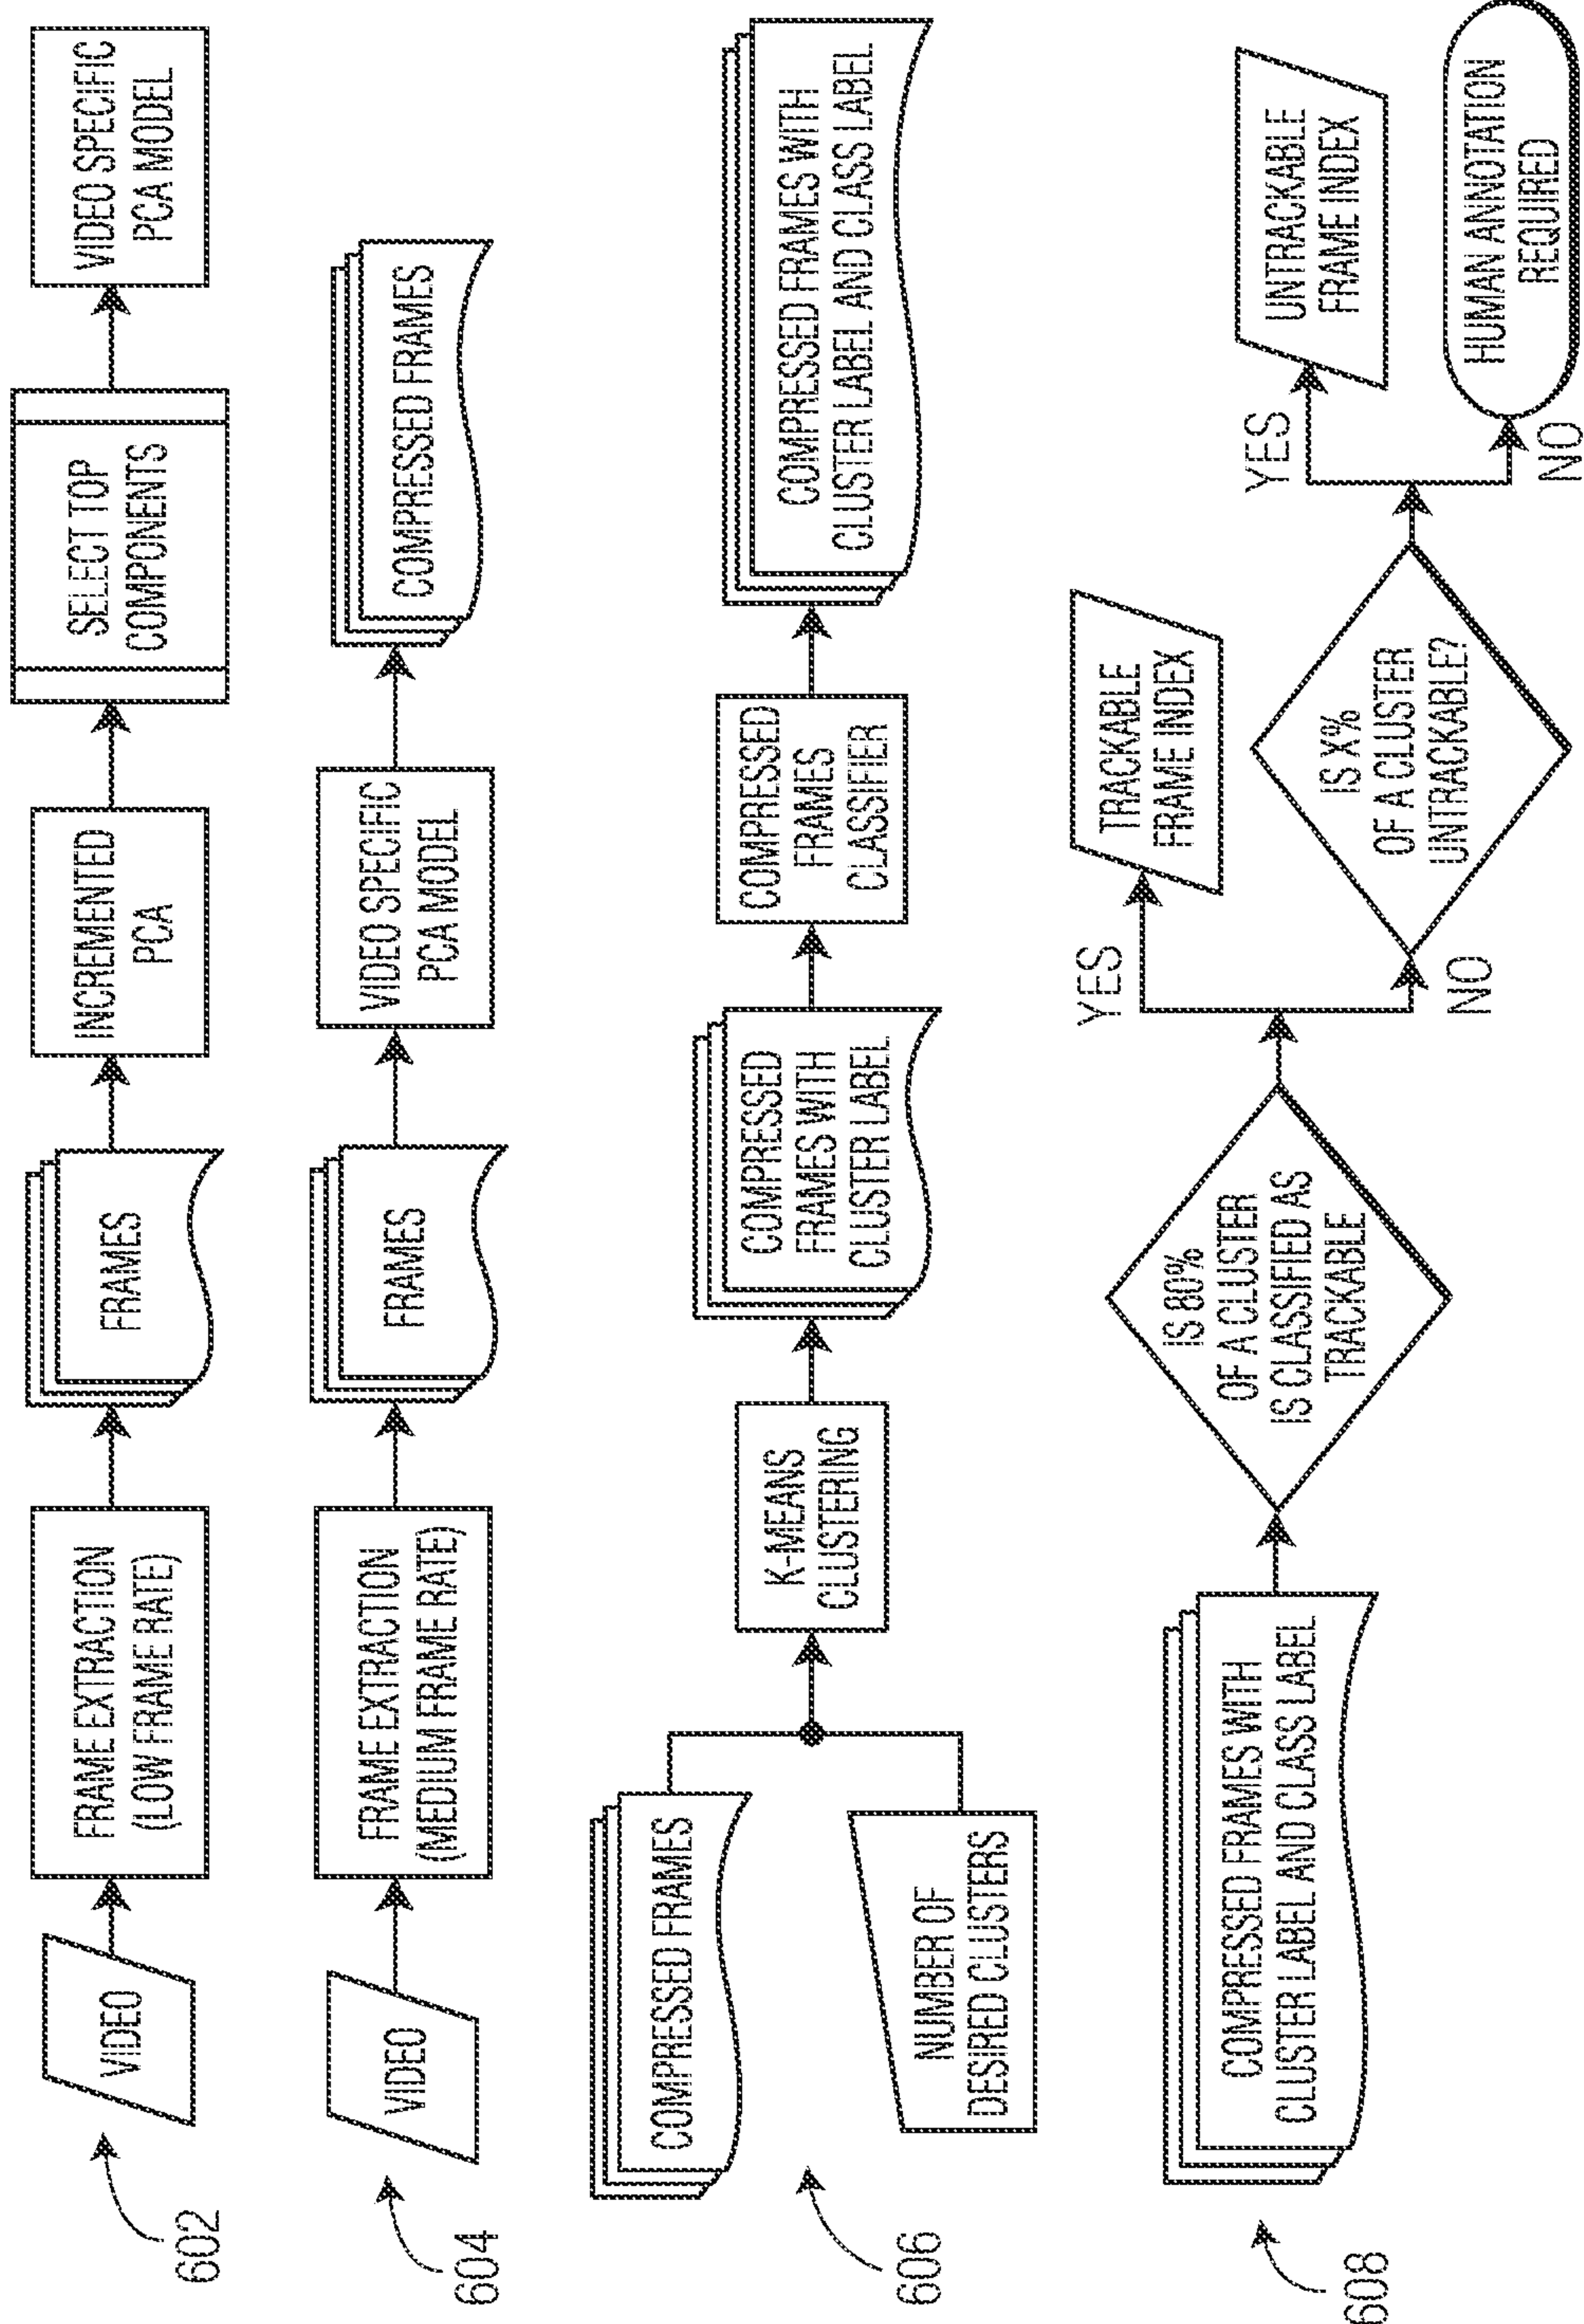 VIDEO
FRAME EXTRACTION
(LOW FRAME RATE)
FRAMES
INCREMENTED
PCA
SELECT TOP
COMPONENTS
VIDEO SPECIFIC
PCA MODEL
602
VIDEO
FRAME EXTRACTION
(MEDIUM FRAME RATE)
FRAMES
VIDEO SPECIFIC
PCA MODEL
COMPRESSED FRAMES
604
COMPRESSED FRAMES
NUMBER OF
DESIRED CLUSTERS
K-MEANS
CLUSTERING
COMPRESSED
FRAMES WITH
CLUSTER LABEL
COMPRESSED
FRAMES
CLASSIFIER
COMPRESSED FRAMES WITH
CLUSTER LABEL AND CLASS LABEL
606
COMPRESSED FRAMES WITH
CLUSTER LABEL AND CLASS LABEL
IS 80%
OF A CLUSTER
IS CLASSIFIED AS
TRACKABLE
YES
TRACKABLE
FRAME INDEX
NO
IS X%
OF A CLUSTER
UNTRACKABLE?
YES
UNTRACKABLE
FRAME INDEX
NO
HUMAN ANNOTATION
REQUIRED
608